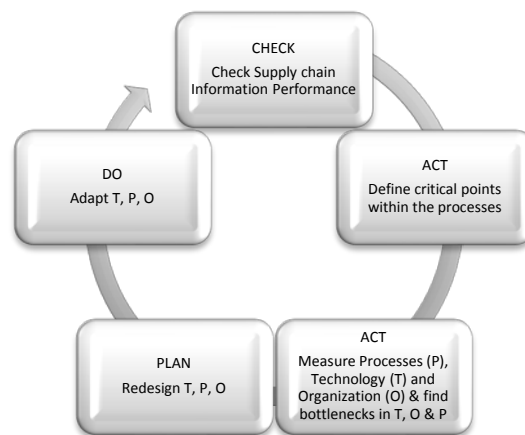 CHECK
Check Supply chain
Information Performance
ACT
Define critical points
within the processes
ACT
Measure Processes (P),
Technology (T) and
Organization (O) & find
bottlenecks in T, O & P
PLAN
Redesign T, P, O
DO
Adapt T, P, O